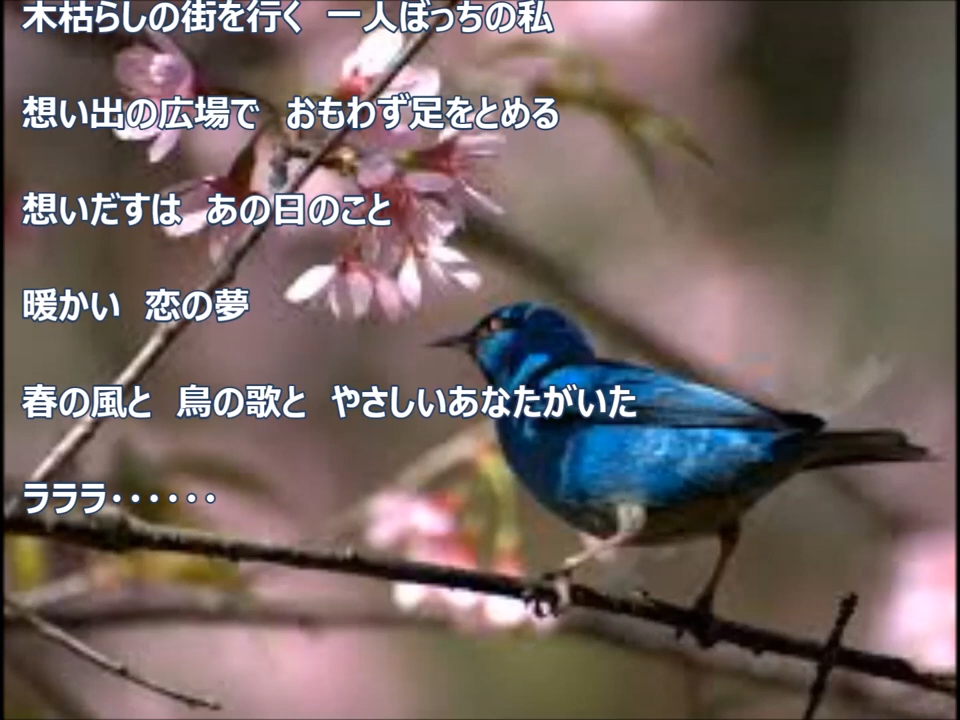 木枯らしの街を行く　一人ぼっちの私
想い出の広場で　おもわず足をとめる
想いだすは　あの日のこと
暖かい　恋の夢
春の風と　鳥の歌と　やさしいあなたがいた
ラララ・・・・・・